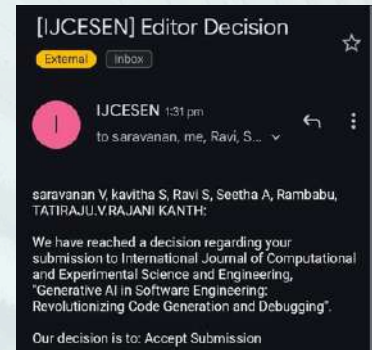 [IJCESEN] Editor Decision
External Inbox
I
IJCESEN 1:31 pm
to saravanan, me, Ravi, S...
saravanan V, kavitha S, Ravi S, Seetha A, Rambabu,
TATIRAJU.V.RAJANI KANTH:
We have reached a decision regarding your
submission to International Journal of Computational
and Experimental Science and Engineering,
"Generative AI in Software Engineering:
Revolutionizing Code Generation and Debugging".
Our decision is to: Accept Submission